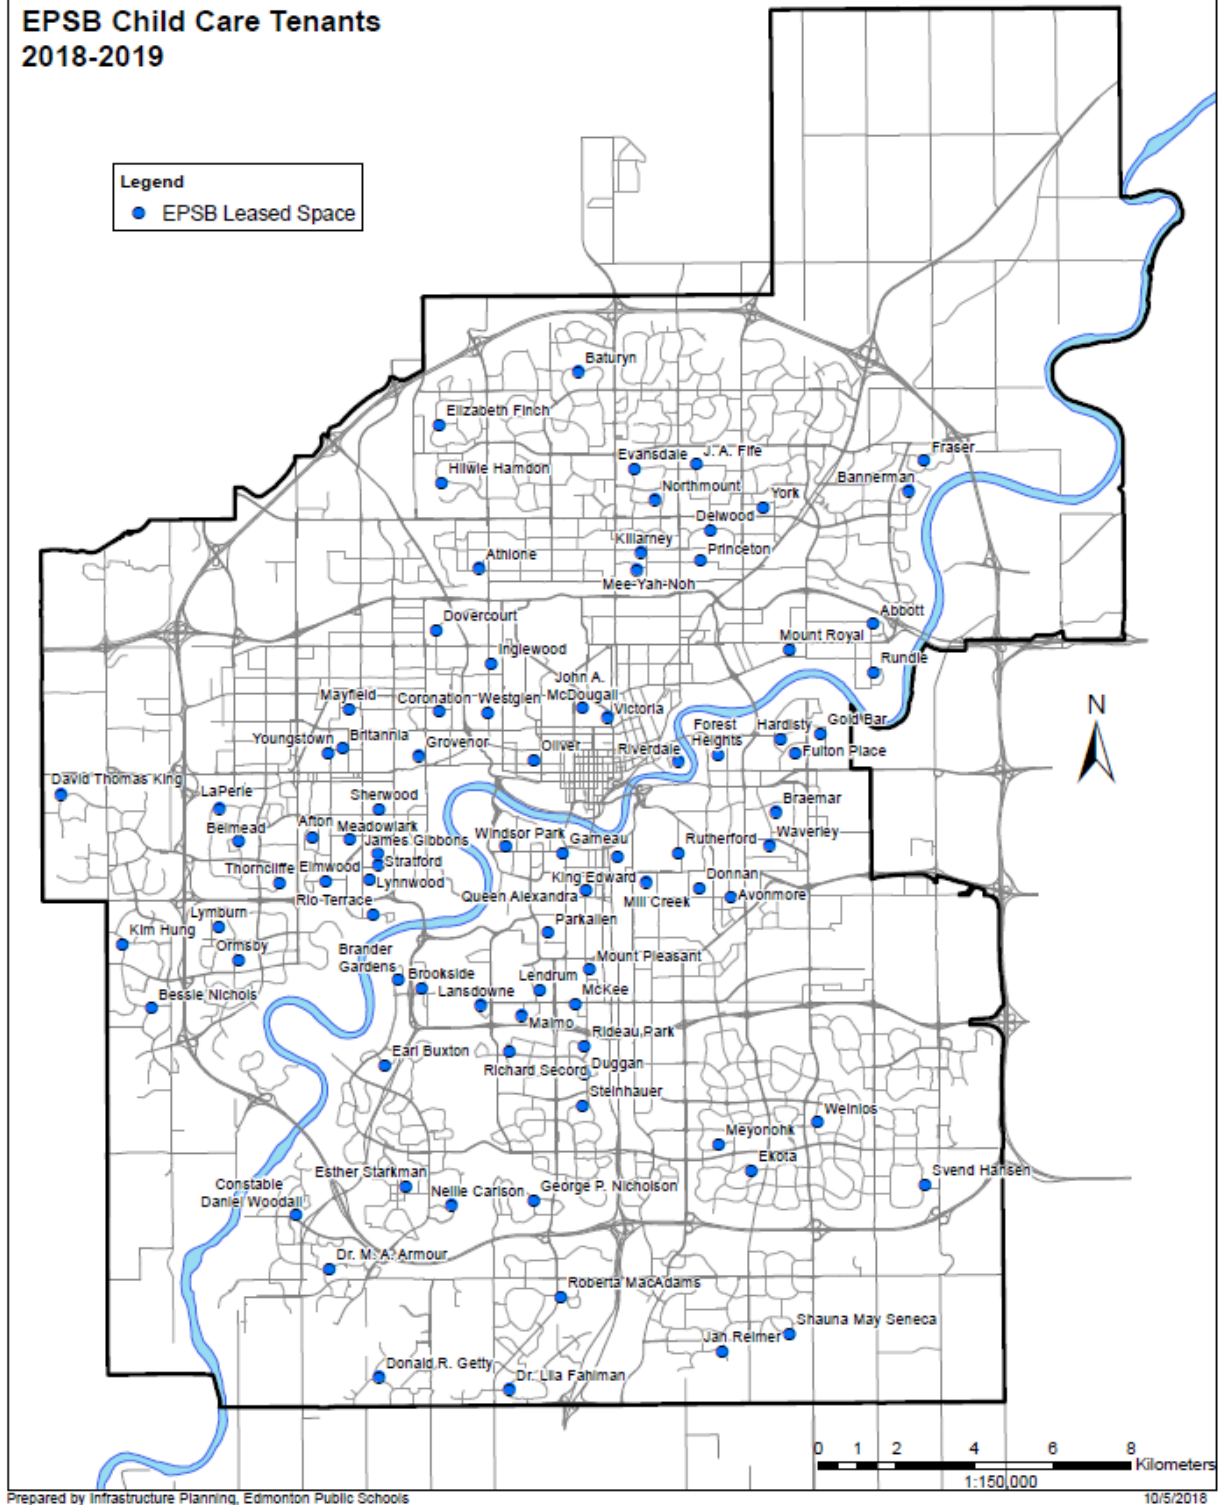 EPSB Child Care Tenants
2018-2019
Legend
EPSB Leased Space
Baturyn
Elizabeth Finch
Fraser
Evansdale
J. A. Fife
Hilwie Hamdon
Bannerman
Northmount
York
Delwood
Killarney
Princeton
Athlone
Mee-Yah-Noh
Abbott
Dovercourt
Mount Royal
Inglewood
Rundle
John A.
McDougall
Mayfield
Coronation
Westglen
Victoria
Forest
Heights
Hardisty
Gold Bar
Youngstown
Britannia
Grovenor
Oliver
Riverdale
Fulton Place
David Thomas King
LaPerle
Sherwood
Braemar
Belmead
Afton
Meadowlark
James Gibbons
Windsor Park
Garneau
Rutherford
Waverley
Stratford
Thorncliffe
Elmwood
Lynnwood
King Edward
Donnan
Rio Terrace
Queen Alexandra
Mill Creek
Avonmore
Lymburn
Kim Hung
Parkallen
Ormsby
Brander
Gardens
Brookside
Mount Pleasant
Lendrum
Bessie Nichols
Lansdowne
McKee
Malmo
Rideau Park
Earl Buxton
Richard Secord
Duggan
Steinhauer
Weinlos
Meyonohk
Ekota
Esther Starkman
Svend Hansen
Constable
Daniel Woodall
Nellie Carlson
George P. Nicholson
Dr. M. A. Armour
Roberta MacAdams
Shauna May Seneca
Jan Reimer
Donald R. Getty
Dr. Lila Fahlman
N
0 1 2 4 6 8
Kilometers
1:150,000
Prepared by Infrastructure Planning, Edmonton Public Schools
10/5/2018